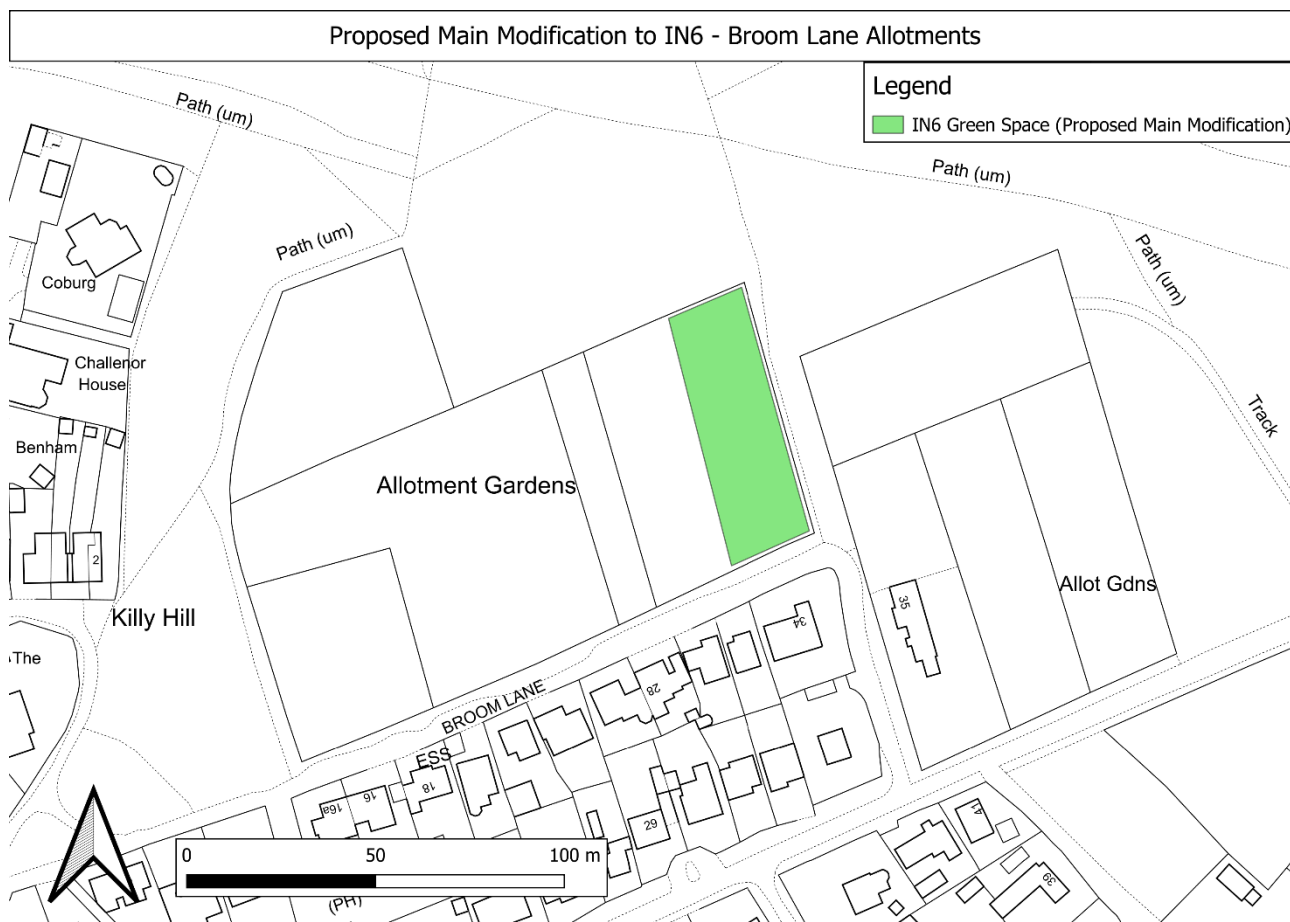 Proposed Main Modification to IN6 - Broom Lane Allotments
Legend
IN6 Green Space (Proposed Main Modification)
Path (um)
Path (um)
Path (um)
Path (um)
Coburg
Challenor
House
Track
Benham
Allotment Gardens
2
Allot Gdns
35
Killy Hill
34
The
28
BROOM LANE
ESS
18
16
16a
29
41
39
0 50 100 m
(PH)